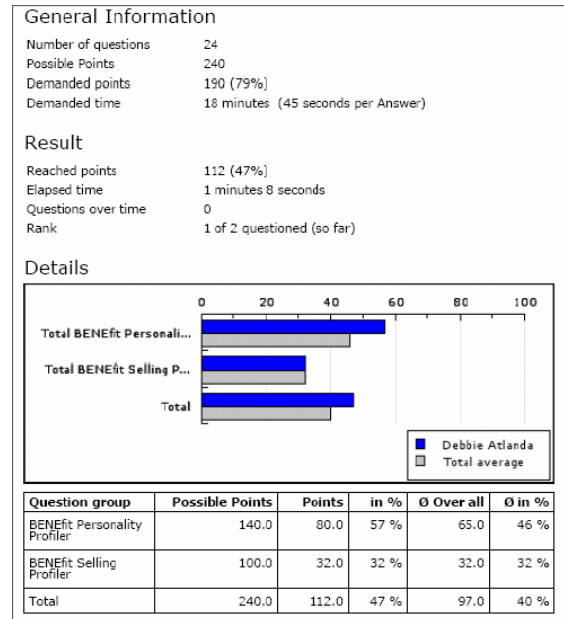 General Information
Number of questions 24
Possible Points 240
Demanded points 190 (79%)
Demanded time 18 minutes (45 seconds per Answer)
Result
Reached points 112 (47%)
Elapsed time 1 minutes 8 seconds
Questions over time 0
Rank 1 of 2 questioned (so far)
Details
0 20 40 60 80 100
Total BENEfit Personali...
Total BENEfit Selling P...
Total
Debbie Atlanda
Total average
Question group Possible Points Points in % Ø Over all Ø in %
BENEfit Personality 140.0 80.0 57 % 65.0 46 %
Profiler
BENEfit Selling 100.0 32.0 32 % 32.0 32 %
Profiler
Total 240.0 112.0 47 % 97.0 40 %